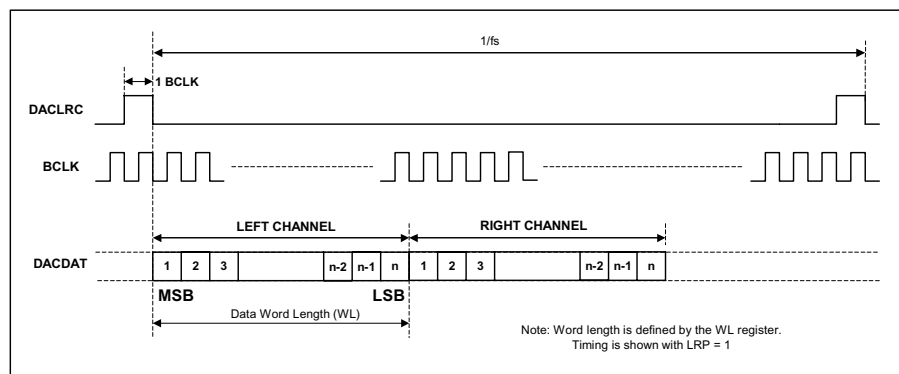 1/fs
1 BCLK
DACLRC
BCLK
LEFT CHANNEL RIGHT CHANNEL
DACDAT 1 2 3 n-2 n-1 n 1 2 3 n-2 n-1 n
MSB LSB
Data Word Length (WL)
Note: Word length is defined by the WL register.
Timing is shown with LRP = 1